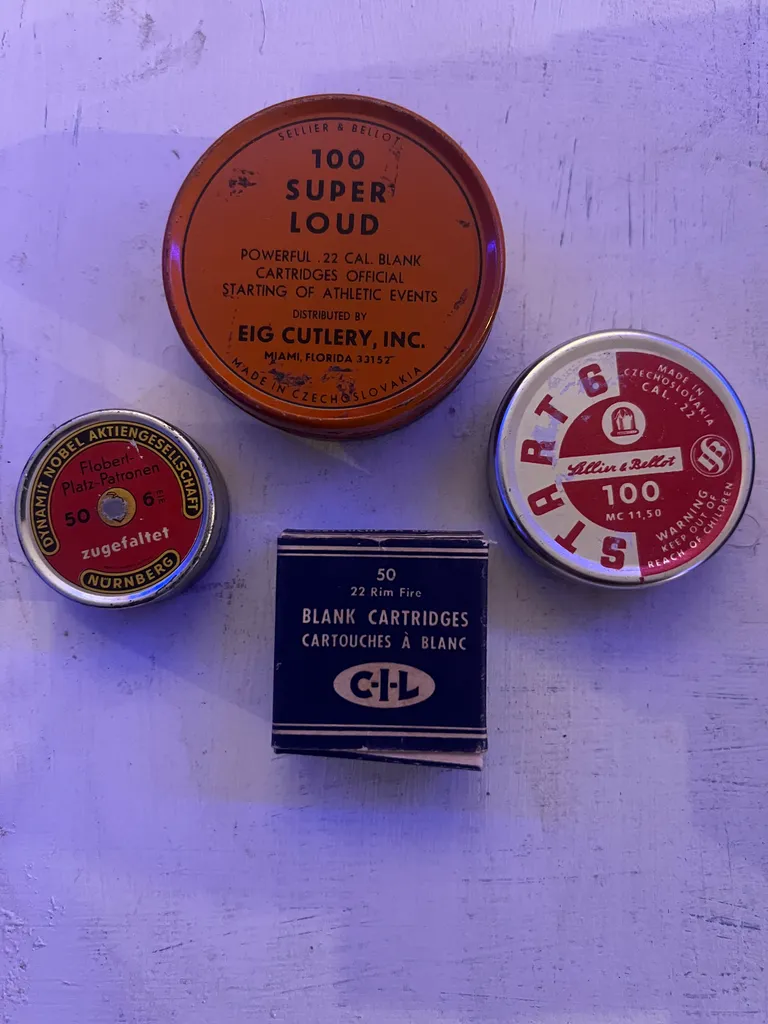 SELLIER & BELLOT
100
SUPER
LOUD
POWERFUL .22 CAL. BLANK
CARTRIDGES OFFICIAL
STARTING OF ATHLETIC EVENTS
DISTRIBUTED BY
EIG CUTLERY, INC.
MIAMI, FLORIDA 33152
MADE IN CZECHOSLOVAKIA
START 6
MADE IN
CZECHOSLOVAKIA
CAL. 22
Sellier & Bellot
SB
100
MC 11,50
WARNING
KEEP OUT OF
REACH OF CHILDREN
DYNAMIT NOBEL AKTIENGESELLSCHAFT
Flobert-
Platz-Patronen
50 6
zugefaltet
NÜRNBERG
50
22 Rim Fire
BLANK CARTRIDGES
CARTOUCHES À BLANC
C-I-L